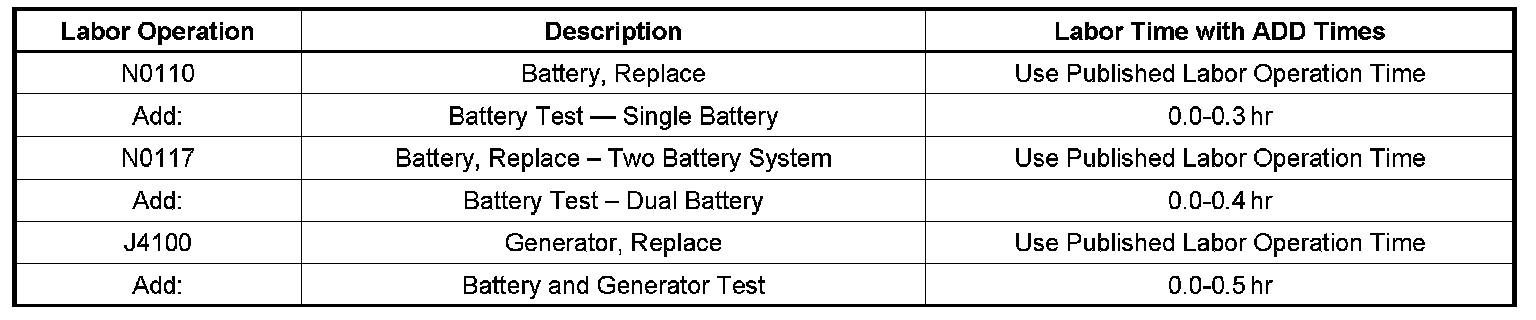 Labor Operation Description Labor Time with ADD Times
N0110 Battery, Replace Use Published Labor Operation Time
Add: Battery Test — Single Battery 0.0-0.3 hr
N0117 Battery, Replace – Two Battery System Use Published Labor Operation Time
Add: Battery Test – Dual Battery 0.0-0.4 hr
J4100 Generator, Replace Use Published Labor Operation Time
Add: Battery and Generator Test 0.0-0.5 hr